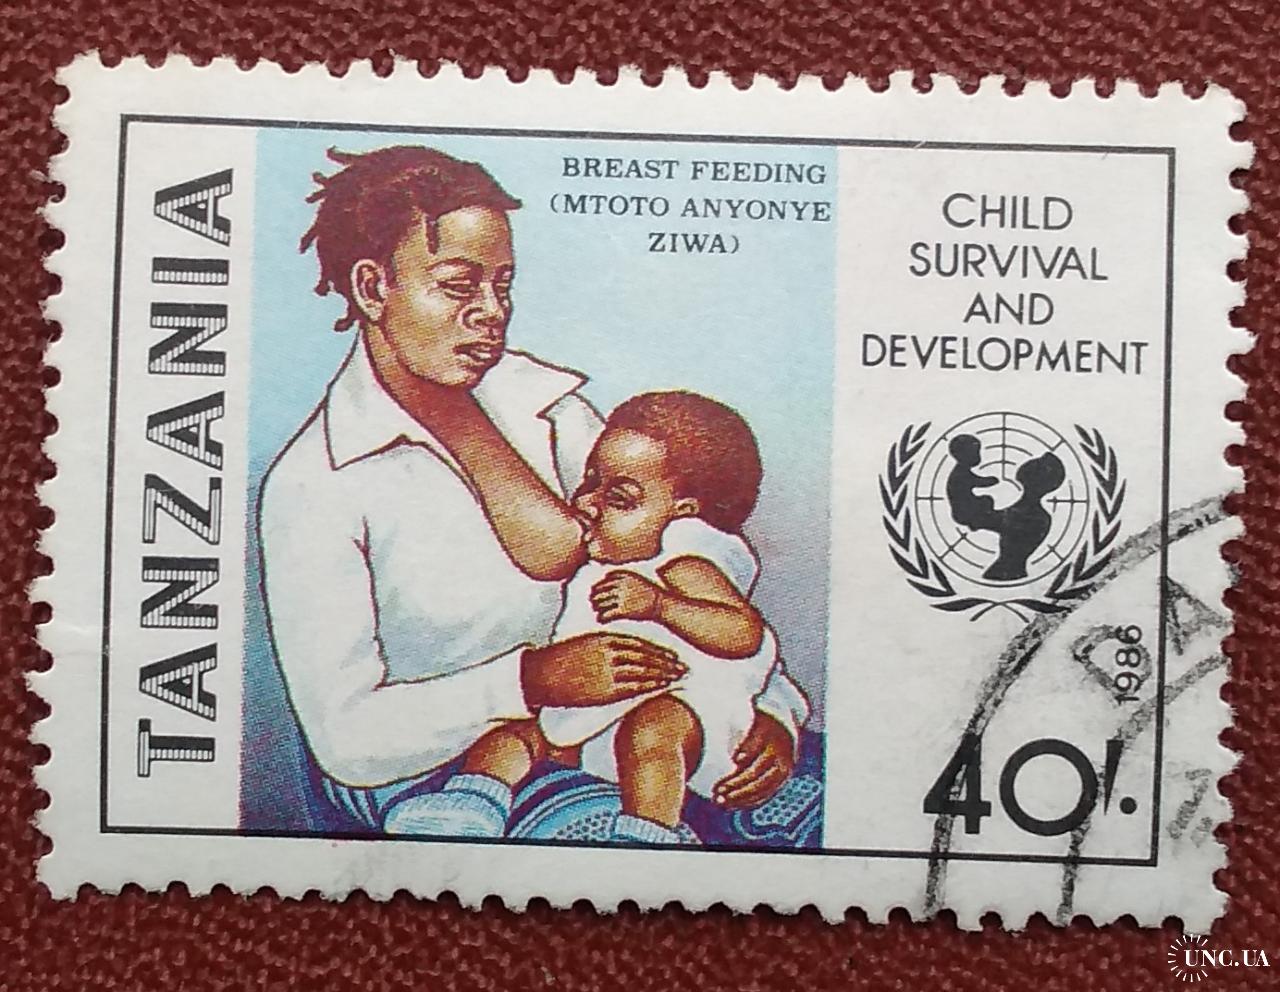 TANZANIA
BREAST FEEDING
(MTOTO ANYONYE
ZIWA)
CHILD
SURVIVAL
AND
DEVELOPMENT
1986
40/.
UNC.UA